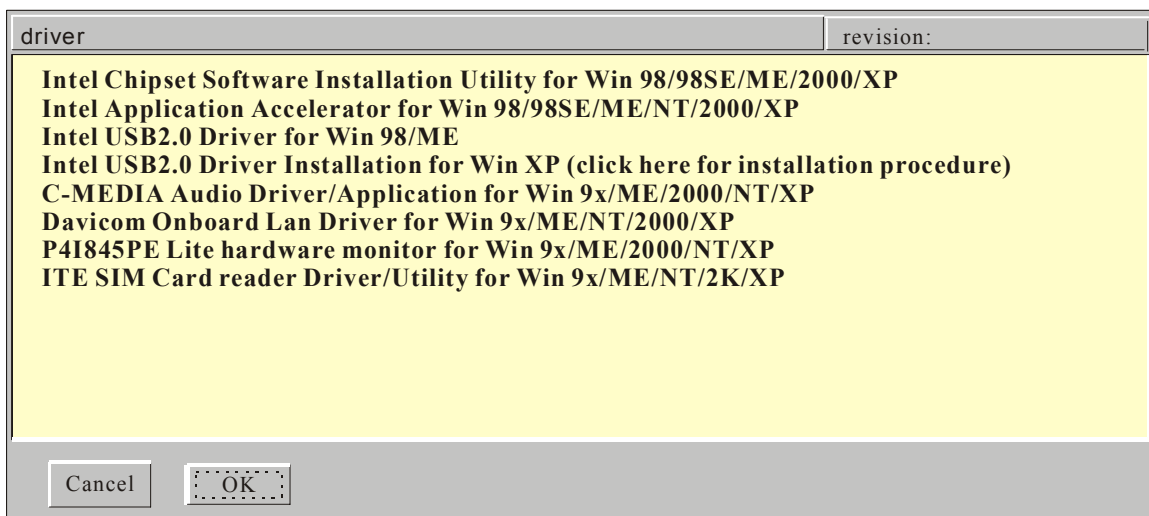 driver
revision:
Intel Chipset Software Installation Utility for Win 98/98SE/ME/2000/XP
Intel Application Accelerator for Win 98/98SE/ME/NT/2000/XP
Intel USB2.0 Driver for Win 98/ME
Intel USB2.0 Driver Installation for Win XP (click here for installation procedure)
C-MEDIA Audio Driver/Application for Win 9x/ME/2000/NT/XP
Davicom Onboard Lan Driver for Win 9x/ME/NT/2000/XP
P4I845PE Lite hardware monitor for Win 9x/ME/2000/NT/XP
ITE SIM Card reader Driver/Utility for Win 9x/ME/NT/2K/XP
Cancel
OK